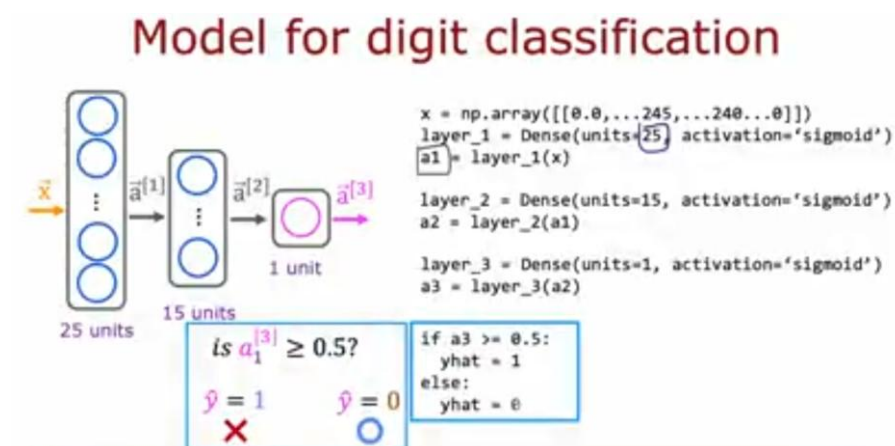 Model for digit classification
x = np.array([[0.0,...245,...240...0]])
layer_1 = Dense(units=25, activation=‘sigmoid’)
a1 = layer_1(x)
layer_2 = Dense(units=15, activation=‘sigmoid’)
a2 = layer_2(a1)
layer_3 = Dense(units=1, activation=‘sigmoid’)
a3 = layer_3(a2)
x⃗
a⃗[1]
a⃗[2]
a⃗[3]
25 units
15 units
1 unit
is a₁[3] ≥ 0.5?
ŷ = 1 ŷ = 0
if a3 >= 0.5:
yhat = 1
else:
yhat = 0